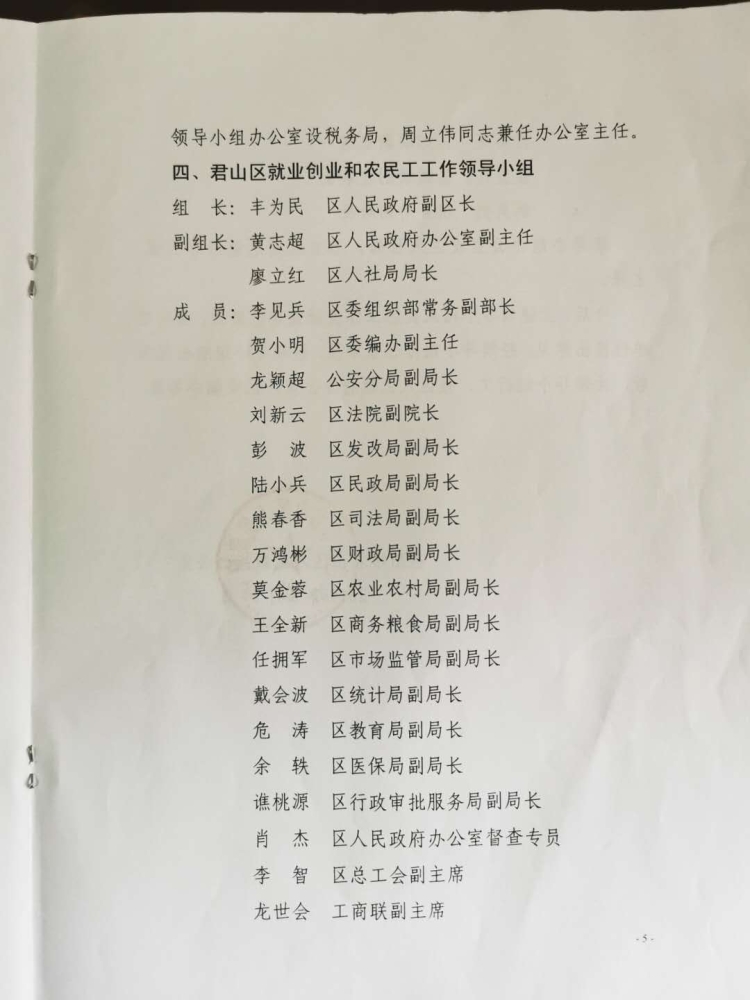 领导小组办公室设税务局，周立伟同志兼任办公室主任。
四、君山区就业创业和农民工工作领导小组
组　长：丰为民　区人民政府副区长
副组长：黄志超　区人民政府办公室副主任
廖立红　区人社局局长
成　员：李见兵　区委组织部常务副部长
贺小明　区委编办副主任
龙颖超　公安分局副局长
刘新云　区法院副院长
彭　波　区发改局副局长
陆小兵　区民政局副局长
熊春香　区司法局副局长
万鸿彬　区财政局副局长
莫金蓉　区农业农村局副局长
王全新　区商务粮食局副局长
任拥军　区市场监管局副局长
戴会波　区统计局副局长
危　涛　区教育局副局长
余　轶　区医保局副局长
谯桃源　区行政审批服务局副局长
肖　杰　区人民政府办公室督查专员
李　智　区总工会副主席
龙世会　工商联副主席
- 5 -